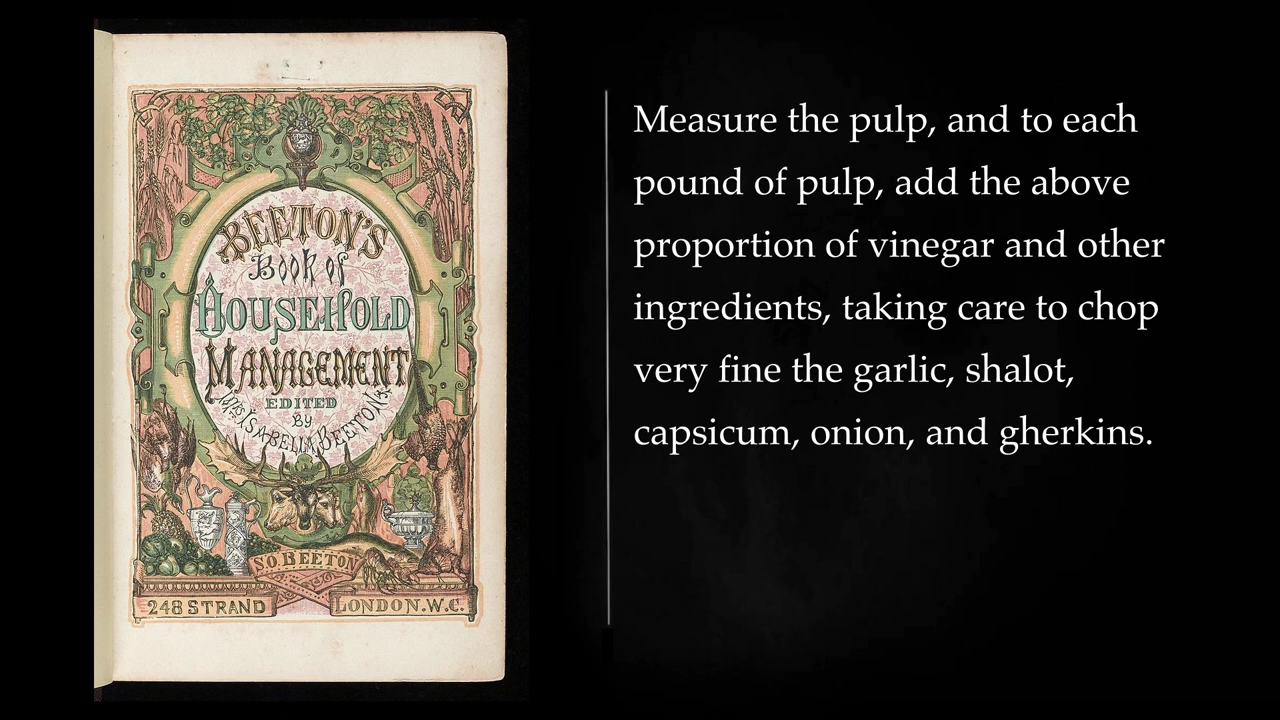 BEETON'S
Book of
HOUSEHOLD
MANAGEMENT
EDITED
BY
MRS ISABELLA BEETON.
S.O. BEETON
248 STRAND
LONDON. W.C.
Measure the pulp, and to each
pound of pulp, add the above
proportion of vinegar and other
ingredients, taking care to chop
very fine the garlic, shalot,
capsicum, onion, and gherkins.